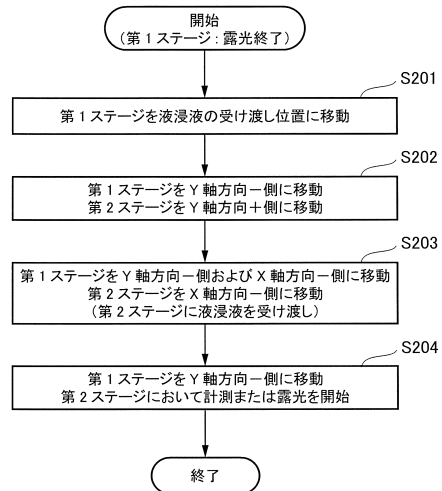 開始
(第1ステージ:露光終了)
S201
第1ステージを液浸液の受け渡し位置に移動
S202
第1ステージをY軸方向−側に移動
第2ステージをY軸方向+側に移動
S203
第1ステージをY軸方向−側およびX軸方向−側に移動
第2ステージをX軸方向−側に移動
(第2ステージに液浸液を受け渡し)
S204
第1ステージをY軸方向−側に移動
第2ステージにおいて計測または露光を開始
終了